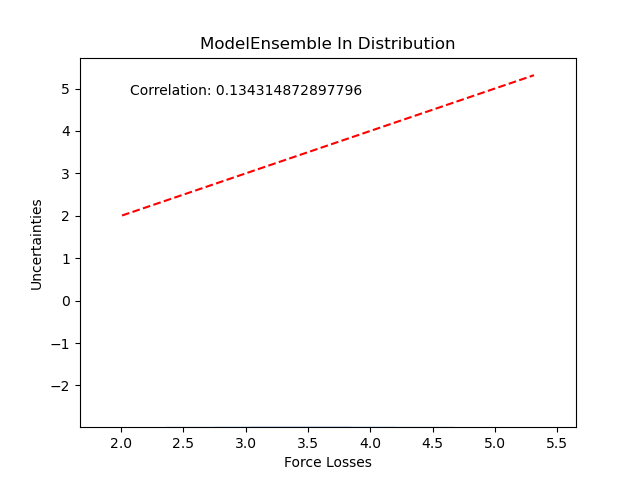 ModelEnsemble In Distribution
Correlation: 0.134314872897796
Uncertainties
5
4
3
2
1
0
−1
−2
2.0 2.5 3.0 3.5 4.0 4.5 5.0 5.5
Force Losses